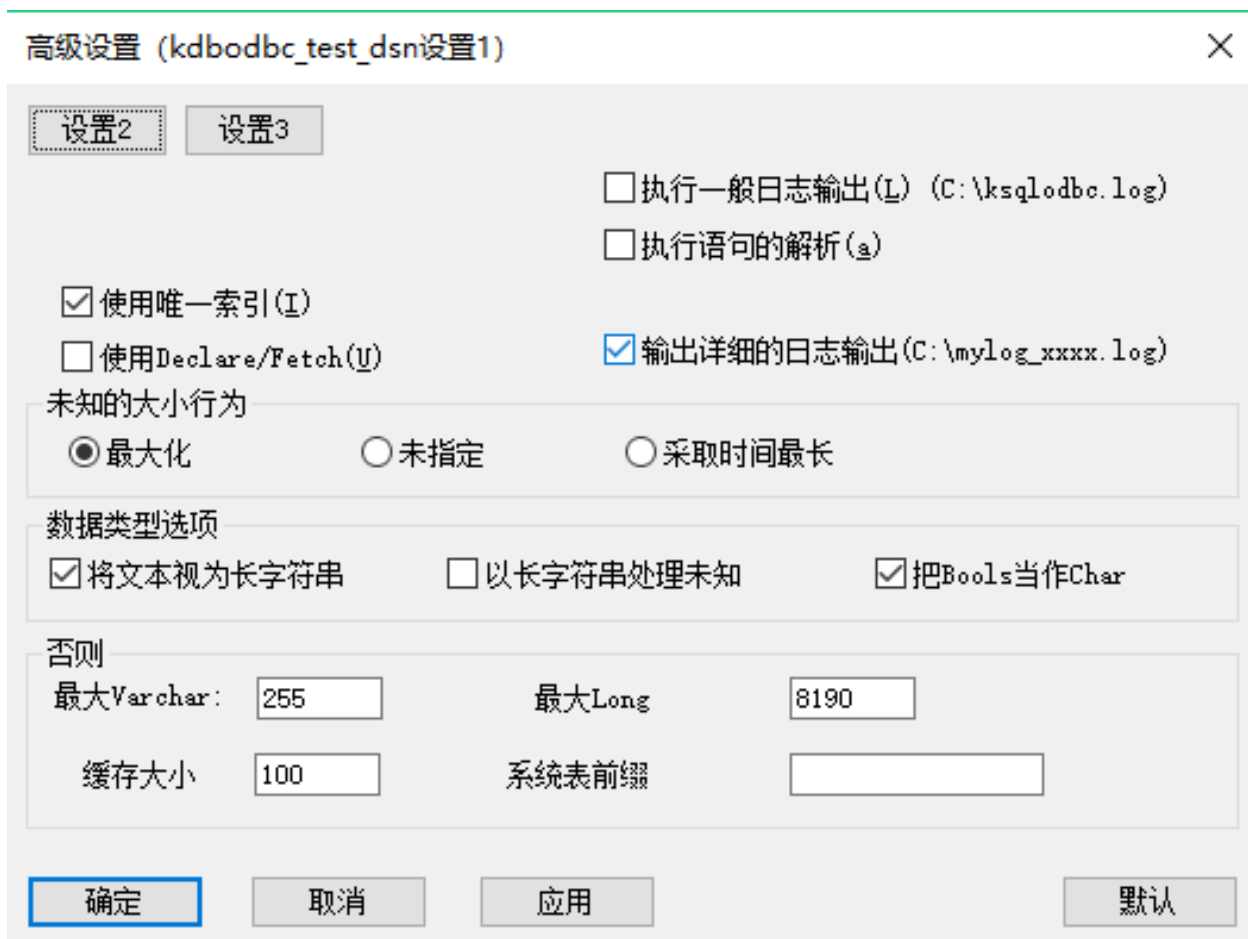 高级设置（kdbodbc_test_dsn设置1）
设置2 设置3
执行一般日志输出(L) (C:\ksqlodbc.log)
执行语句的解析(a)
使用唯一索引(I)
使用Declare/Fetch(U) 输出详细的日志输出(C:\mylog_xxxx.log)
未知的大小行为
最大化 未指定 采取时间最长
数据类型选项
将文本视为长字符串 以长字符串处理未知 把Bools当作Char
否则
最大Varchar: 255 最大Long 8190
缓存大小 100 系统表前缀
确定 取消 应用 默认